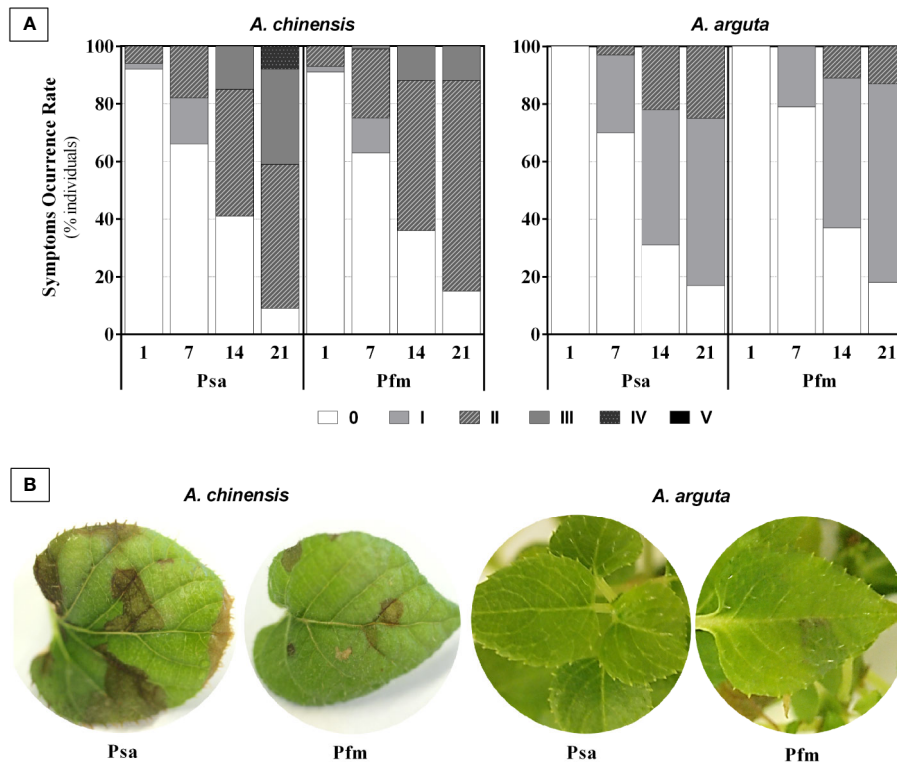 A
A. chinensis
A. arguta
Symptoms Ocurrence Rate
(% individuals)
100
80
60
40
20
0
100
80
60
40
20
0
1 7 14 21 1 7 14 21
Psa Pfm
1 7 14 21 1 7 14 21
Psa Pfm
0 I II III IV V
B
A. chinensis
A. arguta
Psa Pfm Psa Pfm